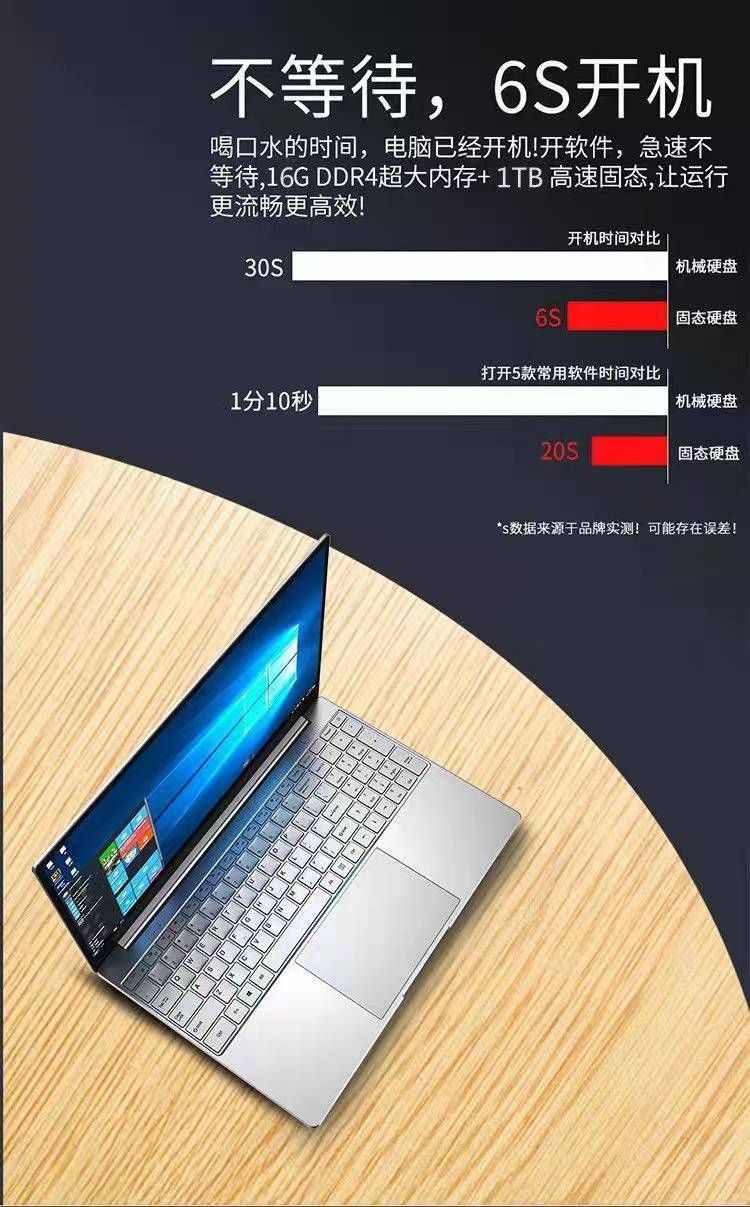 不等待，6S开机
喝口水的时间，电脑已经开机!开软件，急速不
等待,16G DDR4超大内存+ 1TB 高速固态,让运行
更流畅更高效!
开机时间对比
30S 机械硬盘
6S 固态硬盘
打开5款常用软件时间对比
1分10秒 机械硬盘
20S 固态硬盘
*s数据来源于品牌实测！可能存在误差！